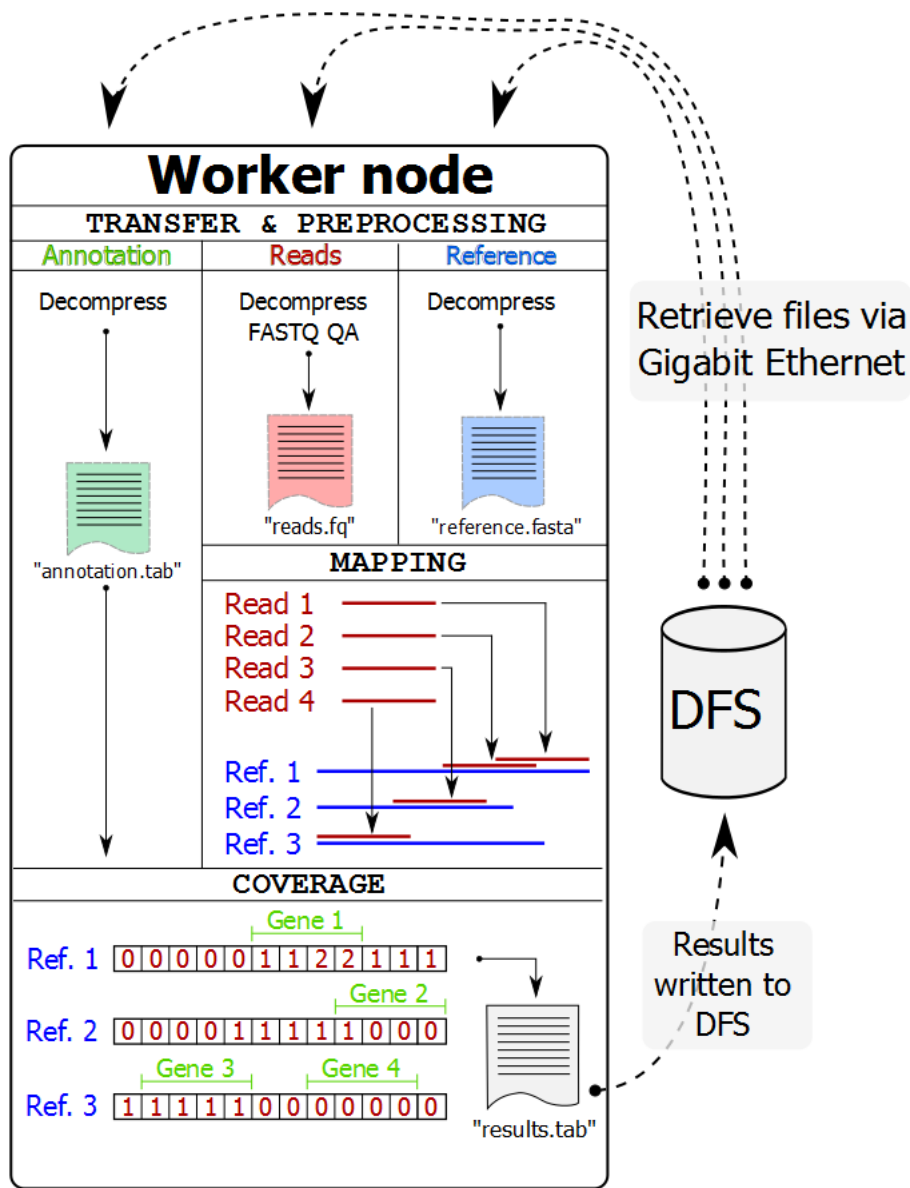 Worker node
TRANSFER & PREPROCESSING
Annotation
Reads
Reference
Decompress
Decompress
FASTQ QA
Decompress
"annotation.tab"
"reads.fq"
"reference.fasta"
Retrieve files via
Gigabit Ethernet
MAPPING
Read 1
Read 2
Read 3
Read 4
Ref. 1
Ref. 2
Ref. 3
DFS
COVERAGE
Gene 1
Ref. 1 0 0 0 0 0 1 1 2 2 1 1 1
Gene 2
Ref. 2 0 0 0 0 1 1 1 1 1 0 0 0
Gene 3 Gene 4
Ref. 3 1 1 1 1 1 0 0 0 0 0 0 0
"results.tab"
Results
written to
DFS